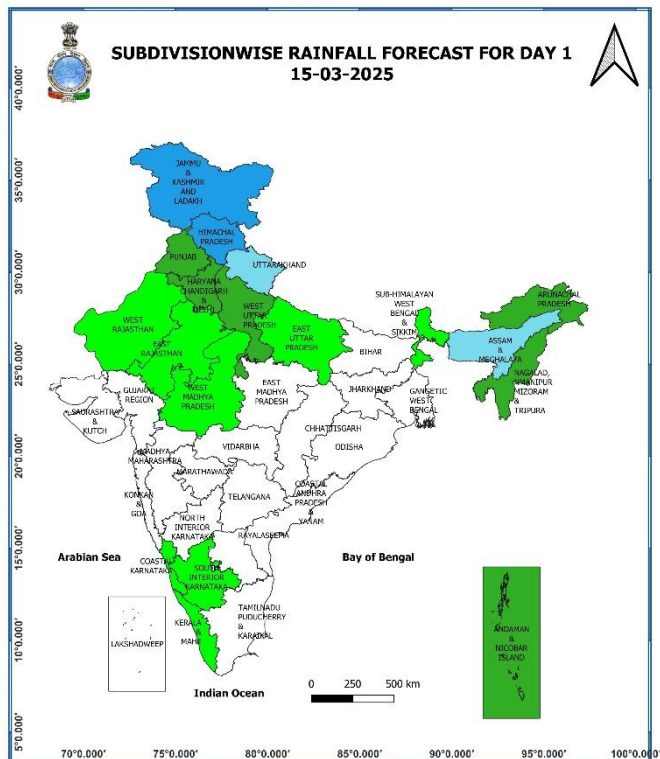 SUBDIVISIONWISE RAINFALL FORECAST FOR DAY 1
15-03-2025
40°0.000'
35°0.000'
30°0.000'
25°0.000'
20°0.000'
15°0.000'
10°0.000'
5°0.000'
JAMMU
&
KASHMIR
AND
LADAKH
HIMACHAL
PRADESH
PUNJAB
UTTARAKHAND
HARYANA
CHANDIGARH
&
DELHI
WEST
UTTAR
PRADESH
WEST
RAJASTHAN
EAST
RAJASTHAN
EAST
UTTAR
PRADESH
SUB-HIMALAYAN
WEST
BENGAL
&
SIKKIM
ARUNACHAL PRADESH
ASSAM
&
MEGHALAYA
NAGALAD,
MANIPUR
MIZORAM
&
TRIPURA
BIHAR
GUJARAT
REGION
SAURASHTRA
&
KUTCH
WEST
MADHYA
PRADESH
EAST
MADHYA
PRADESH
JHARKHAND
GANGETIC
WEST
BENGAL
CHHATTISGARH
ODISHA
VIDARBHA
MADHYA
MAHARASHTRA
MARATHAWADA
KONKAN
&
GOA
TELANGANA
COASTAL
ANDHRA
PRADESH
&
YANAM
NORTH
INTERIOR
KARNATAKA
RAYALASEEMA
Arabian Sea
Bay of Bengal
COASTAL
KARNATAKA
SOUTH
INTERIOR
KARNATAKA
KERALA
&
MAHE
TAMILNADU
PUDUCHERRY
&
KARAIKAL
LAKSHADWEEP
ANDAMAN
&
NICOBAR
ISLAND
Indian Ocean
0 250 500 km
70°0.000' 75°0.000' 80°0.000' 85°0.000' 90°0.000' 95°0.000' 100°0.000'